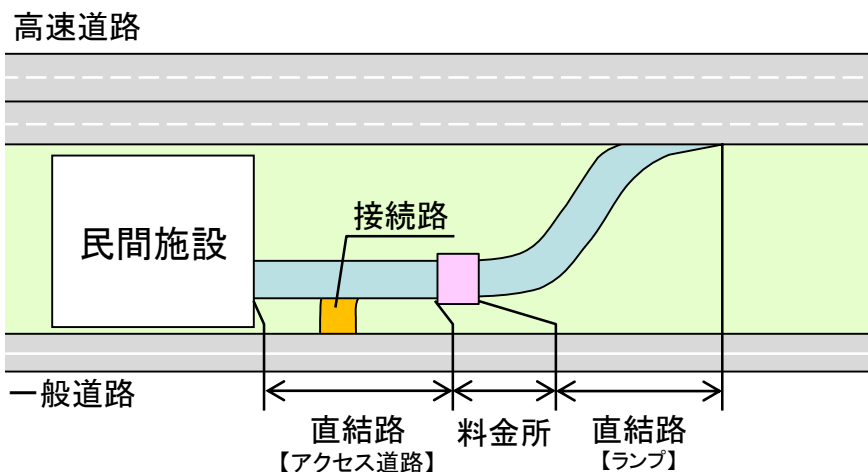 高速道路
接続路
民間施設
一般道路
直結路
【アクセス道路】
料金所
直結路
【ランプ】